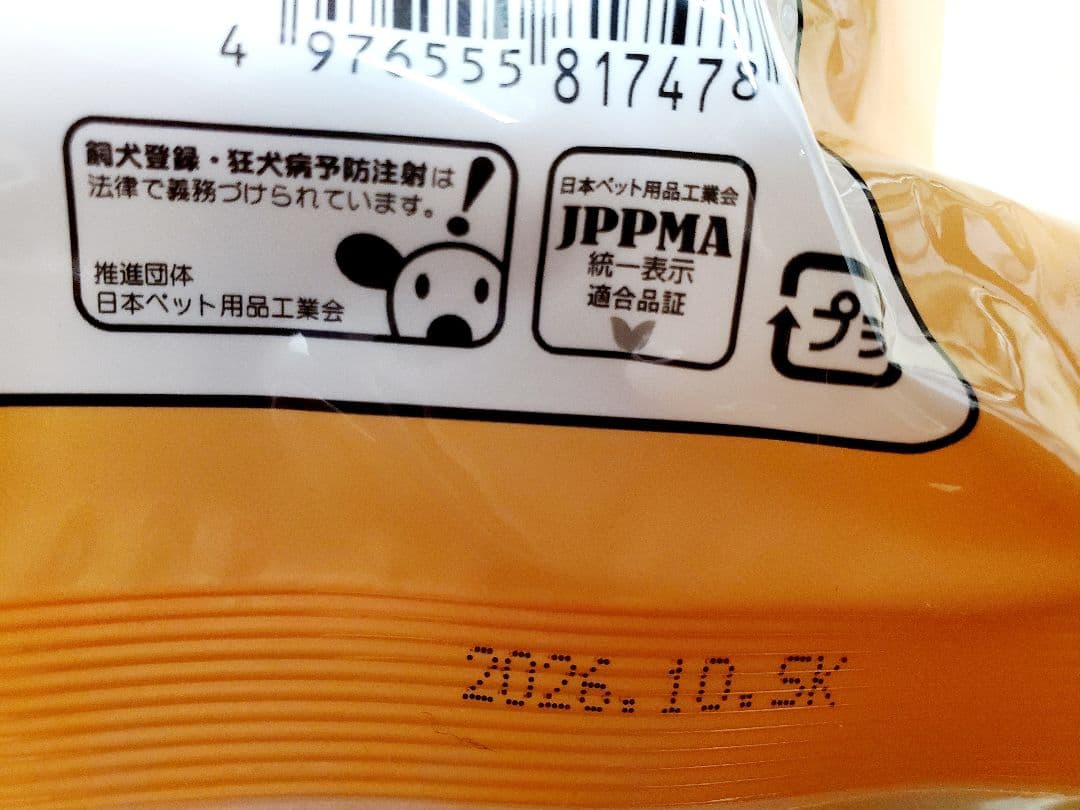 4 976555 817478
飼犬登録・狂犬病予防注射は
法律で義務づけられています。
推進団体
日本ペット用品工業会
日本ペット用品工業会
JPPMA
統一表示
適合品証
プラ
2026.10.5K